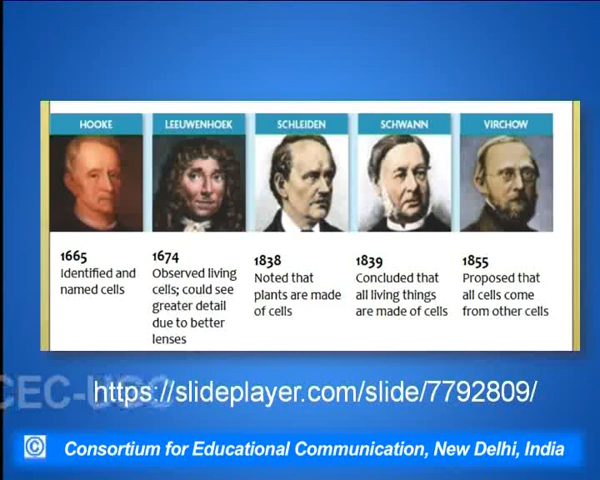 HOOKE
LEEUWENHOEK
SCHLEIDEN
SCHWANN
VIRCHOW
1665
Identified and
named cells
1674
Observed living
cells; could see
greater detail
due to better
lenses
1838
Noted that
plants are made
of cells
1839
Concluded that
all living things
are made of cells
1855
Proposed that
all cells come
from other cells
CEC-UGC
https://slideplayer.com/slide/7792809/
© Consortium for Educational Communication, New Delhi, India